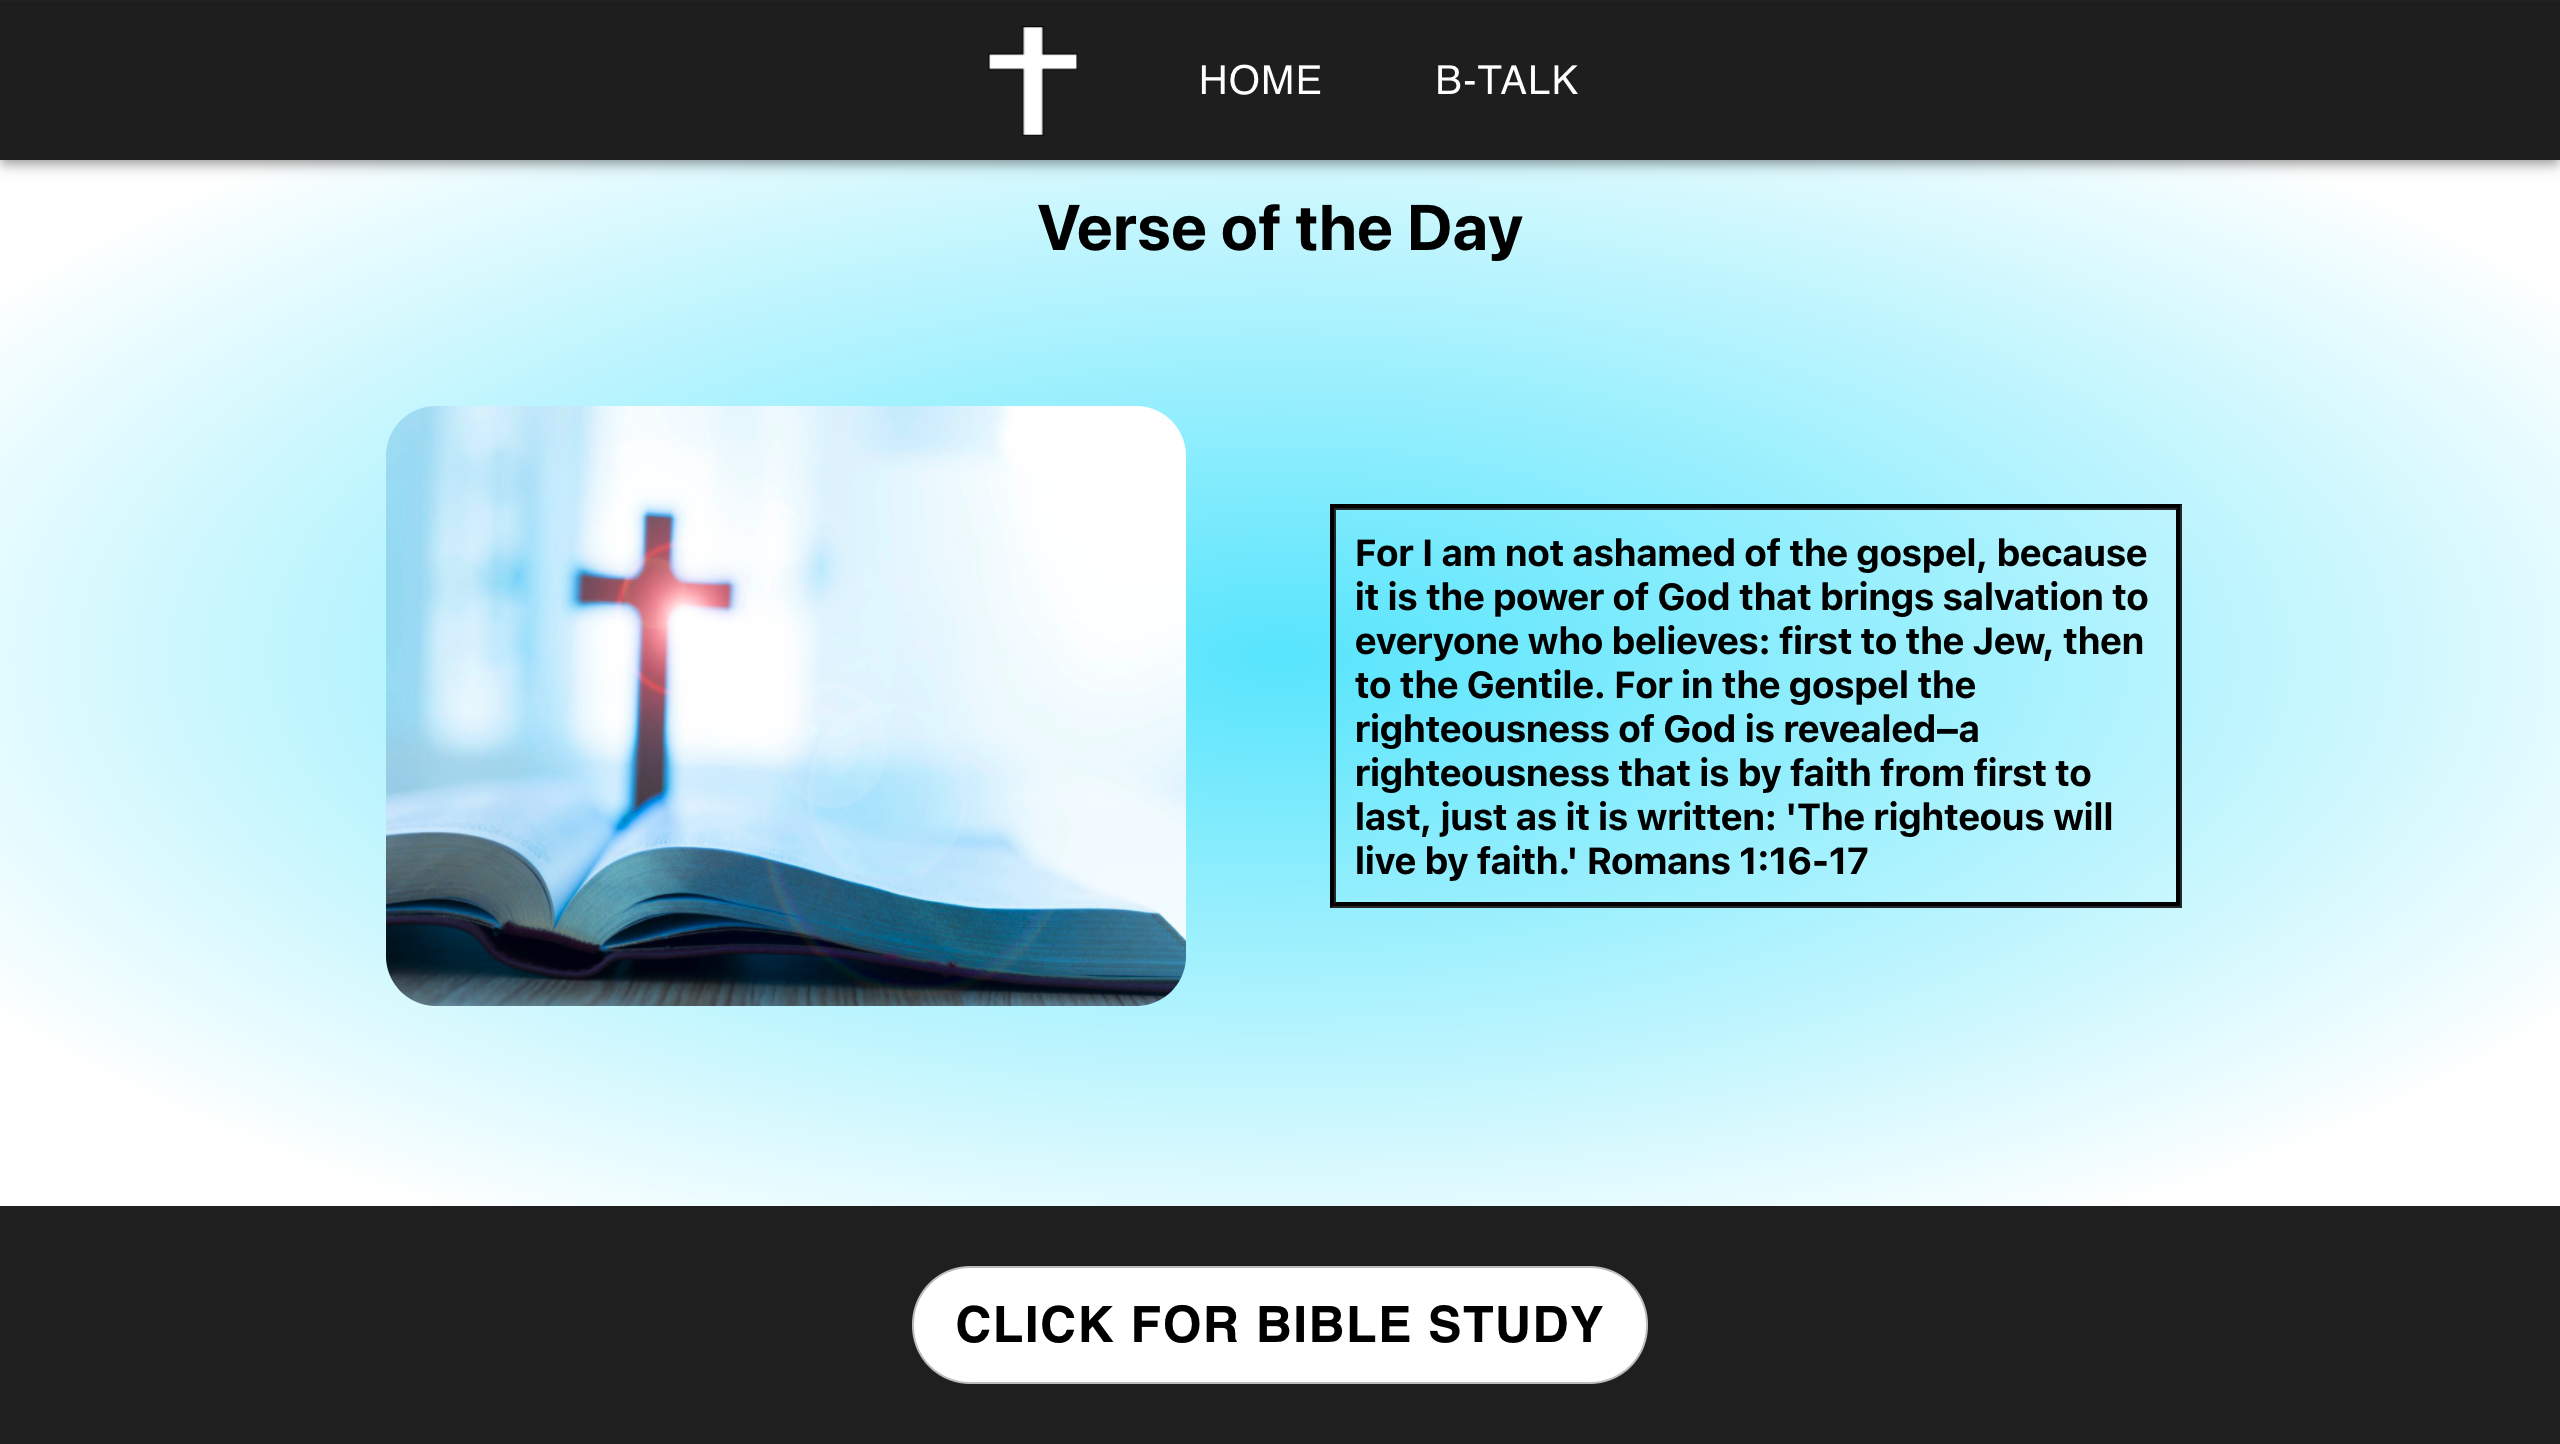 HOME
B-TALK
Verse of the Day
For I am not ashamed of the gospel, because
it is the power of God that brings salvation to
everyone who believes: first to the Jew, then
to the Gentile. For in the gospel the
righteousness of God is revealed—a
righteousness that is by faith from first to
last, just as it is written: 'The righteous will
live by faith.' Romans 1:16-17
CLICK FOR BIBLE STUDY